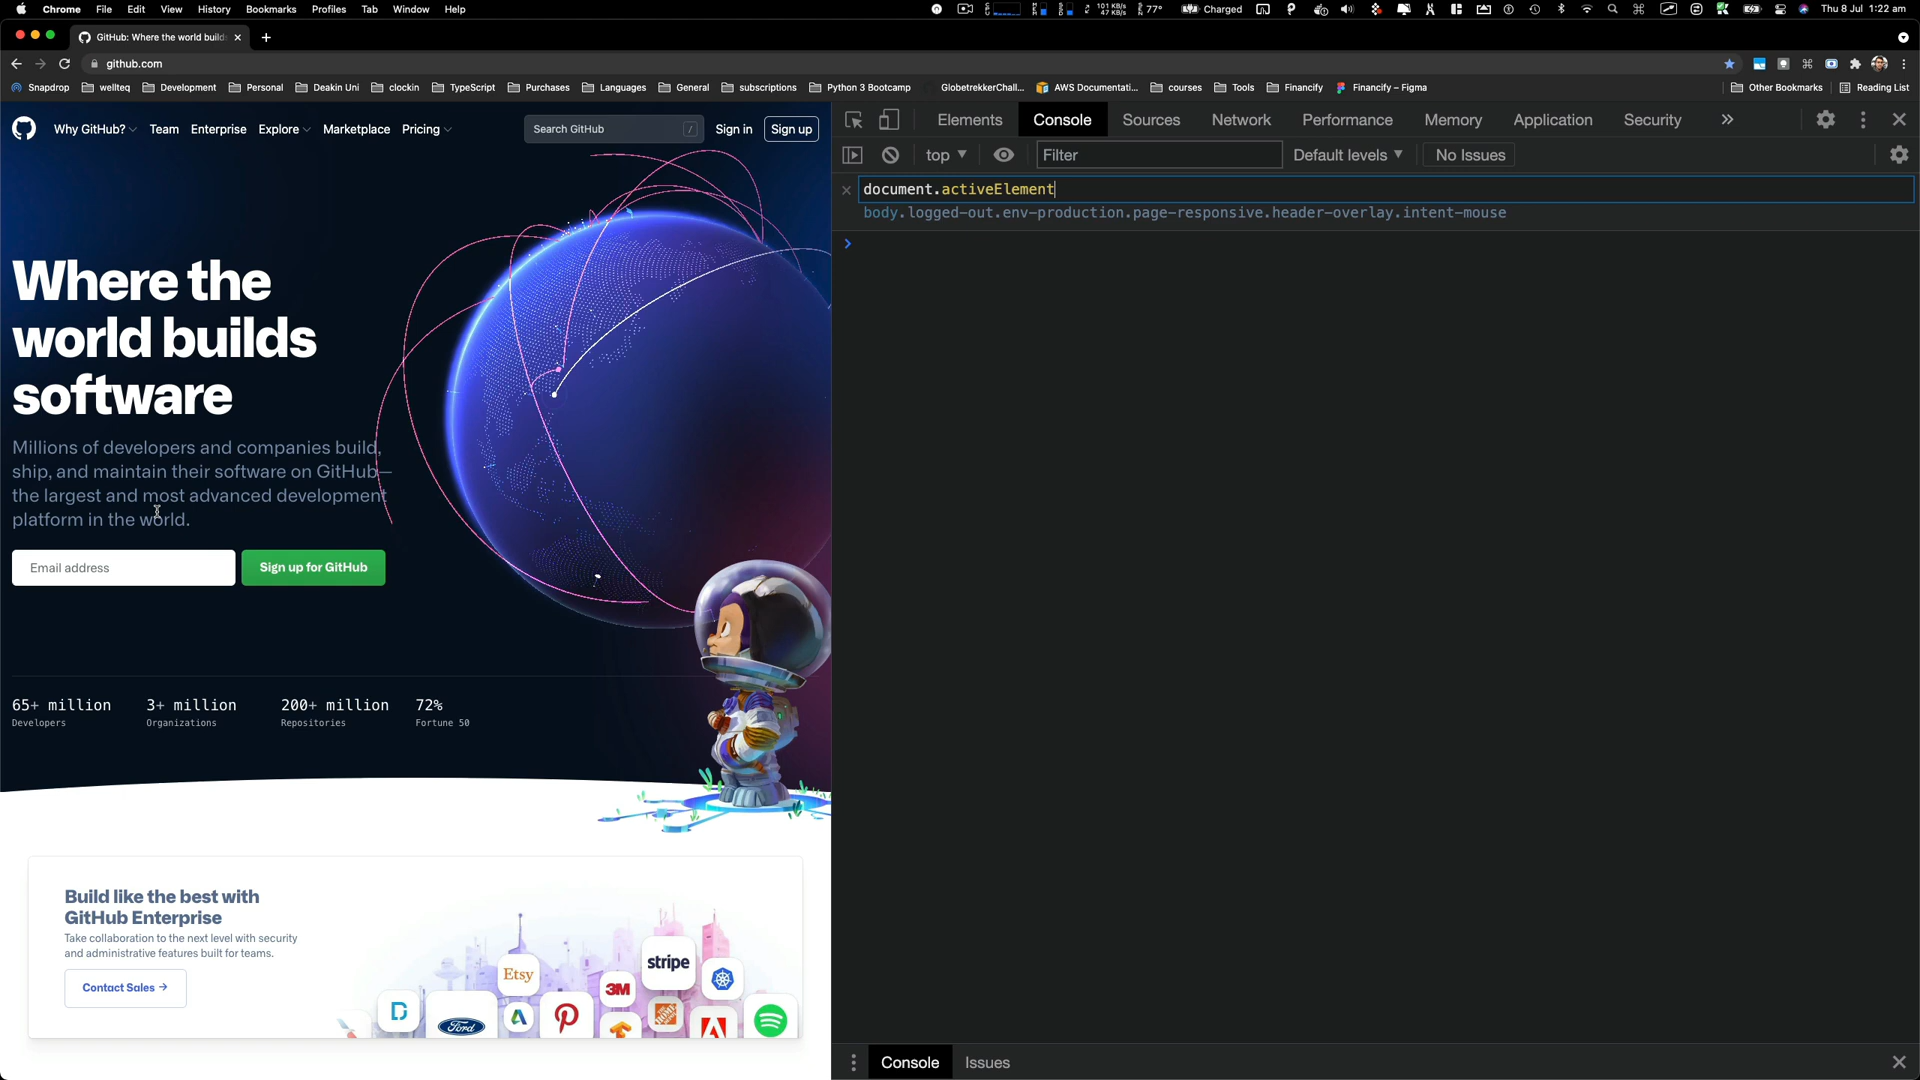 Chrome File Edit View History Bookmarks Profiles Tab Window Help
101 KB/s
47 KB/s
77° Charged Thu 8 Jul 1:22 am
GitHub: Where the world build
github.com
Snapdrop wellteq Development Personal Deakin Uni clockin TypeScript Purchases Languages General subscriptions Python 3 Bootcamp GlobetrekkerChall... AWS Documentati... courses Tools Financify Financify – Figma Other Bookmarks Reading List
Why GitHub? Team Enterprise Explore Marketplace Pricing Search GitHub / Sign in Sign up
Where the
world builds
software
Millions of developers and companies build,
ship, and maintain their software on GitHub—
the largest and most advanced development
platform in the world.
Email address Sign up for GitHub
65+ million 3+ million 200+ million 72%
Developers Organizations Repositories Fortune 50
Build like the best with
GitHub Enterprise
Take collaboration to the next level with security
and administrative features built for teams.
Contact Sales →
Etsy stripe 3M Ford
Elements Console Sources Network Performance Memory Application Security »
top Filter Default levels No Issues
document.activeElement
body.logged-out.env-production.page-responsive.header-overlay.intent-mouse
Console Issues